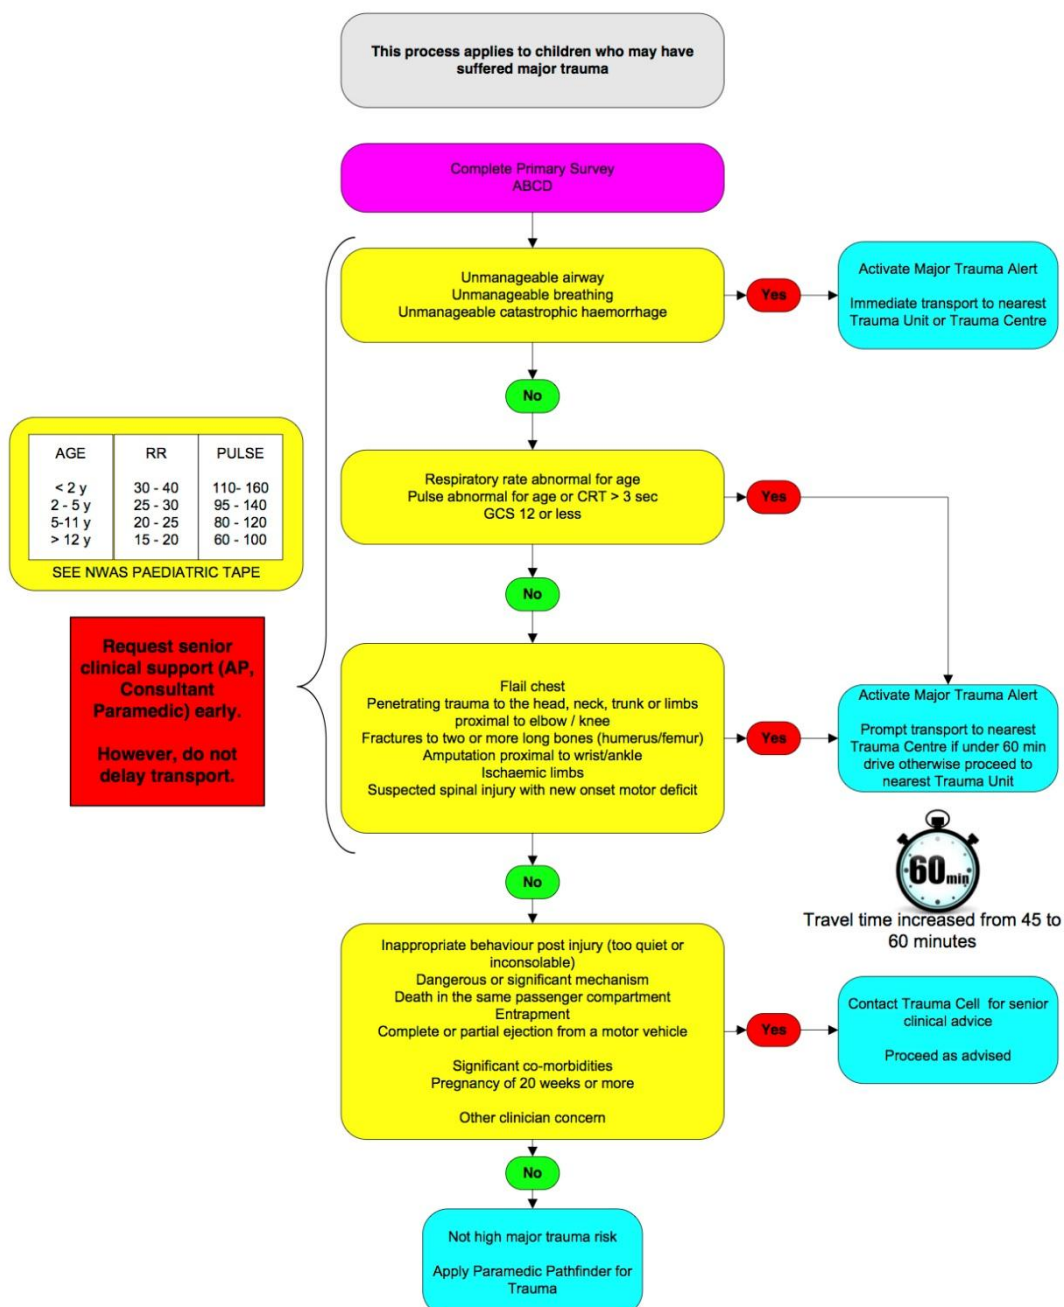 This process applies to children who may have
suffered major trauma
Complete Primary Survey
ABCD
Unmanageable airway
Unmanageable breathing
Unmanageable catastrophic haemorrhage
Yes
Activate Major Trauma Alert
Immediate transport to nearest
Trauma Unit or Trauma Centre
No
AGE RR PULSE
< 2 y 30 - 40 110- 160
2 - 5 y 25 - 30 95 - 140
5-11 y 20 - 25 80 - 120
> 12 y 15 - 20 60 - 100
SEE NWAS PAEDIATRIC TAPE
Respiratory rate abnormal for age
Pulse abnormal for age or CRT > 3 sec
GCS 12 or less
Yes
No
Request senior
clinical support (AP,
Consultant
Paramedic) early.
However, do not
delay transport.
Flail chest
Penetrating trauma to the head, neck, trunk or limbs
proximal to elbow / knee
Fractures to two or more long bones (humerus/femur)
Amputation proximal to wrist/ankle
Ischaemic limbs
Suspected spinal injury with new onset motor deficit
Yes
Activate Major Trauma Alert
Prompt transport to nearest
Trauma Centre if under 60 min
drive otherwise proceed to
nearest Trauma Unit
60 min
Travel time increased from 45 to
60 minutes
No
Inappropriate behaviour post injury (too quiet or
inconsolable)
Dangerous or significant mechanism
Death in the same passenger compartment
Entrapment
Complete or partial ejection from a motor vehicle
Significant co-morbidities
Pregnancy of 20 weeks or more
Other clinician concern
Yes
Contact Trauma Cell for senior
clinical advice
Proceed as advised
No
Not high major trauma risk
Apply Paramedic Pathfinder for
Trauma